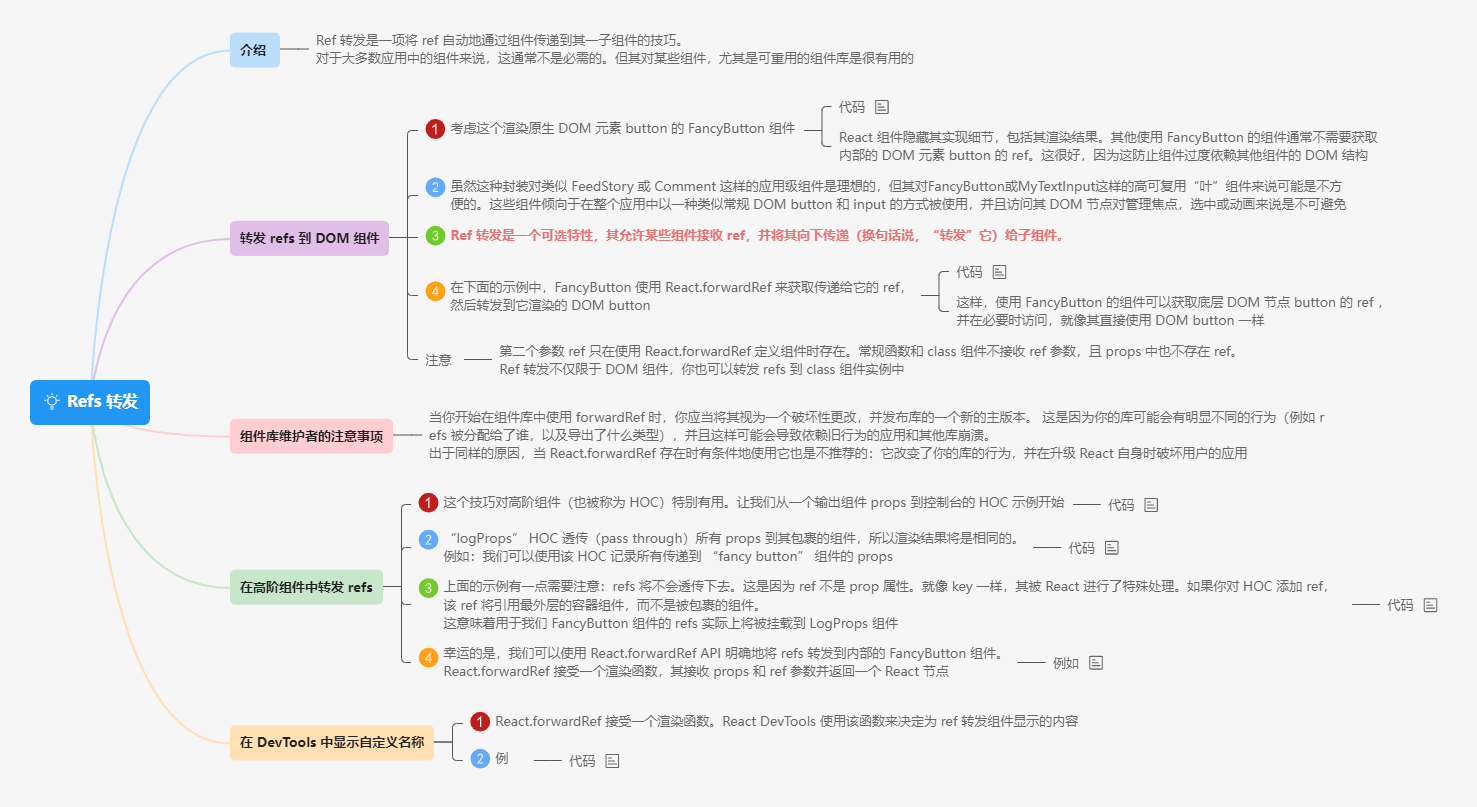 Refs 转发
介绍
Ref 转发是一项将 ref 自动地通过组件传递到其一子组件的技巧。
对于大多数应用中的组件来说，这通常不是必需的。但其对某些组件，尤其是可重用的组件库是很有用的
转发 refs 到 DOM 组件
1 考虑这个渲染原生 DOM 元素 button 的 FancyButton 组件
代码
React 组件隐藏其实现细节，包括其渲染结果。其他使用 FancyButton 的组件通常不需要获取
内部的 DOM 元素 button 的 ref。这很好，因为这防止组件过度依赖其他组件的 DOM 结构
2 虽然这种封装对类似 FeedStory 或 Comment 这样的应用级组件是理想的，但其对FancyButton或MyTextInput这样的高可复用“叶”组件来说可能是不方
便的。这些组件倾向于在整个应用中以一种类似常规 DOM button 和 input 的方式被使用，并且访问其 DOM 节点对管理焦点，选中或动画来说是不可避免
3 Ref 转发是一个可选特性，其允许某些组件接收 ref，并将其向下传递（换句话说，“转发”它）给子组件。
4 在下面的示例中，FancyButton 使用 React.forwardRef 来获取传递给它的 ref，
然后转发到它渲染的 DOM button
代码
这样，使用 FancyButton 的组件可以获取底层 DOM 节点 button 的 ref ，
并在必要时访问，就像其直接使用 DOM button 一样
注意
第二个参数 ref 只在使用 React.forwardRef 定义组件时存在。常规函数和 class 组件不接收 ref 参数，且 props 中也不存在 ref。
Ref 转发不仅限于 DOM 组件，你也可以转发 refs 到 class 组件实例中
组件库维护者的注意事项
当你开始在组件库中使用 forwardRef 时，你应当将其视为一个破坏性更改，并发布库的一个新的主版本。 这是因为你的库可能会有明显不同的行为（例如 r
efs 被分配给了谁，以及导出了什么类型），并且这样可能会导致依赖旧行为的应用和其他库崩溃。
出于同样的原因，当 React.forwardRef 存在时有条件地使用它也是不推荐的：它改变了你的库的行为，并在升级 React 自身时破坏用户的应用
在高阶组件中转发 refs
1 这个技巧对高阶组件（也被称为 HOC）特别有用。让我们从一个输出组件 props 到控制台的 HOC 示例开始
代码
2 “logProps” HOC 透传（pass through）所有 props 到其包裹的组件，所以渲染结果将是相同的。
例如：我们可以使用该 HOC 记录所有传递到 “fancy button” 组件的 props
代码
3 上面的示例有一点需要注意：refs 将不会透传下去。这是因为 ref 不是 prop 属性。就像 key 一样，其被 React 进行了特殊处理。如果你对 HOC 添加 ref，
该 ref 将引用最外层的容器组件，而不是被包裹的组件。
这意味着用于我们 FancyButton 组件的 refs 实际上将被挂载到 LogProps 组件
代码
4 幸运的是，我们可以使用 React.forwardRef API 明确地将 refs 转发到内部的 FancyButton 组件。
React.forwardRef 接受一个渲染函数，其接收 props 和 ref 参数并返回一个 React 节点
例如
在 DevTools 中显示自定义名称
1 React.forwardRef 接受一个渲染函数。React DevTools 使用该函数来决定为 ref 转发组件显示的内容
2 例
代码